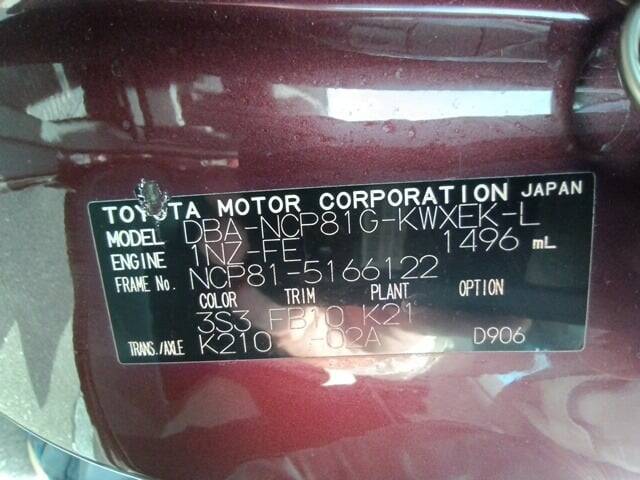 TOYOTA MOTOR CORPORATION JAPAN
MODEL DBA-NCP81G-KWXEK-L
ENGINE 1NZ-FE 1496 mL
FRAME No. NCP81-5166122
COLOR TRIM PLANT OPTION
3S3 FB10 K21
TRANS./AXLE K210 -02A D906